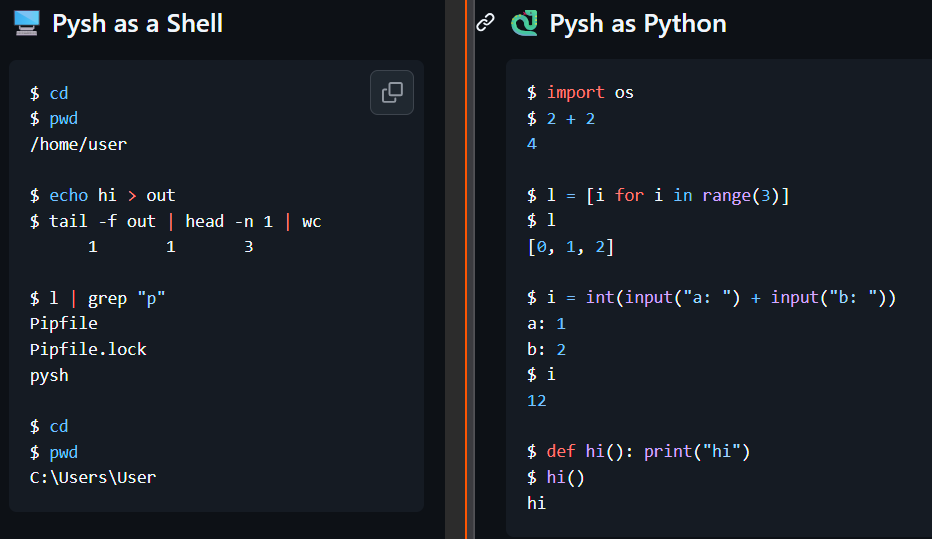 Pysh as a Shell
$ cd
$ pwd
/home/user
$ echo hi > out
$ tail -f out | head -n 1 | wc
      1       1       3
$ l | grep "p"
Pipfile
Pipfile.lock
pysh
$ cd
$ pwd
C:\Users\User
Pysh as Python
$ import os
$ 2 + 2
4
$ l = [i for i in range(3)]
$ l
[0, 1, 2]
$ i = int(input("a: ") + input("b: "))
a: 1
b: 2
$ i
12
$ def hi(): print("hi")
$ hi()
hi